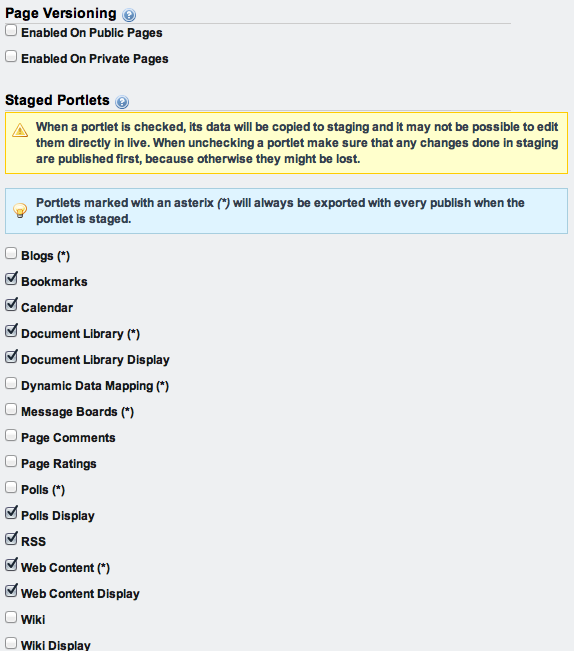 Page Versioning
Enabled On Public Pages
Enabled On Private Pages
Staged Portlets
When a portlet is checked, its data will be copied to staging and it may not be possible to edit
them directly in live. When unchecking a portlet make sure that any changes done in staging
are published first, because otherwise they might be lost.
Portlets marked with an asterix (*) will always be exported with every publish when the
portlet is staged.
Blogs (*)
Bookmarks
Calendar
Document Library (*)
Document Library Display
Dynamic Data Mapping (*)
Message Boards (*)
Page Comments
Page Ratings
Polls (*)
Polls Display
RSS
Web Content (*)
Web Content Display
Wiki
Wiki Display